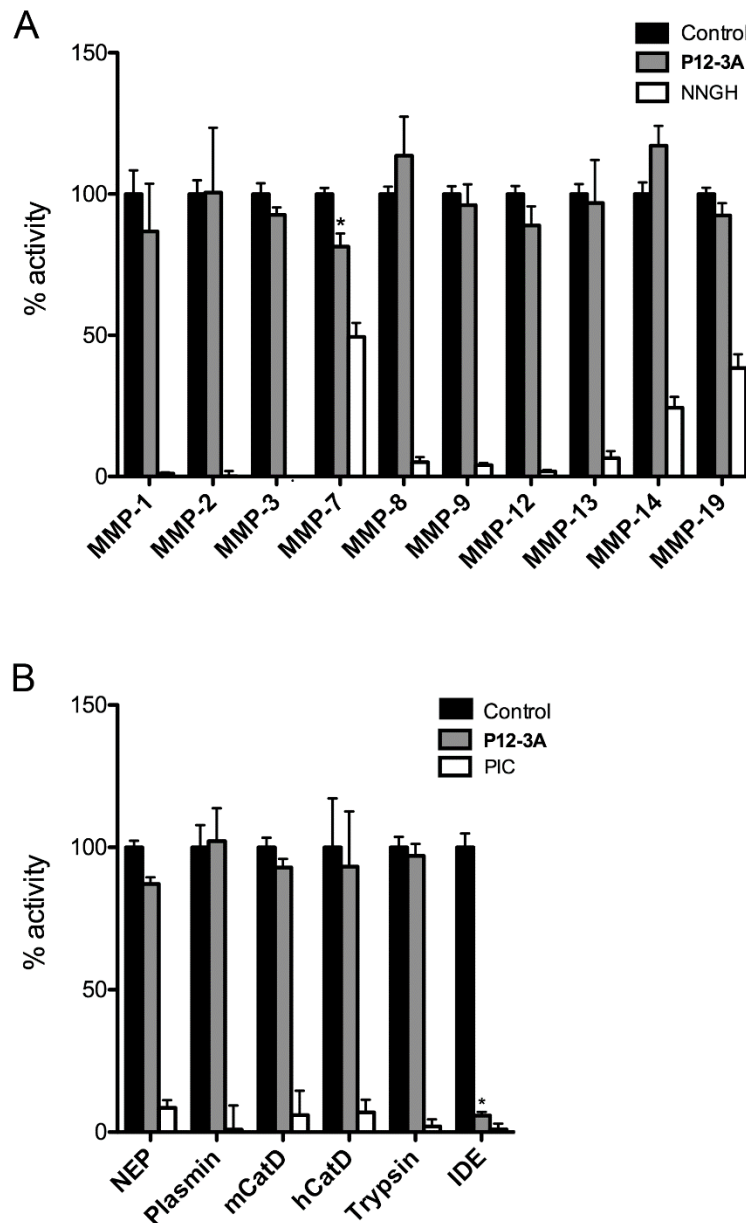 A
Control
P12-3A
NNGH
150
100
50
0
% activity
*
MMP-1
MMP-2
MMP-3
MMP-7
MMP-8
MMP-9
MMP-12
MMP-13
MMP-14
MMP-19
B
Control
P12-3A
PIC
150
100
50
0
% activity
*
NEP
Plasmin
mCatD
hCatD
Trypsin
IDE